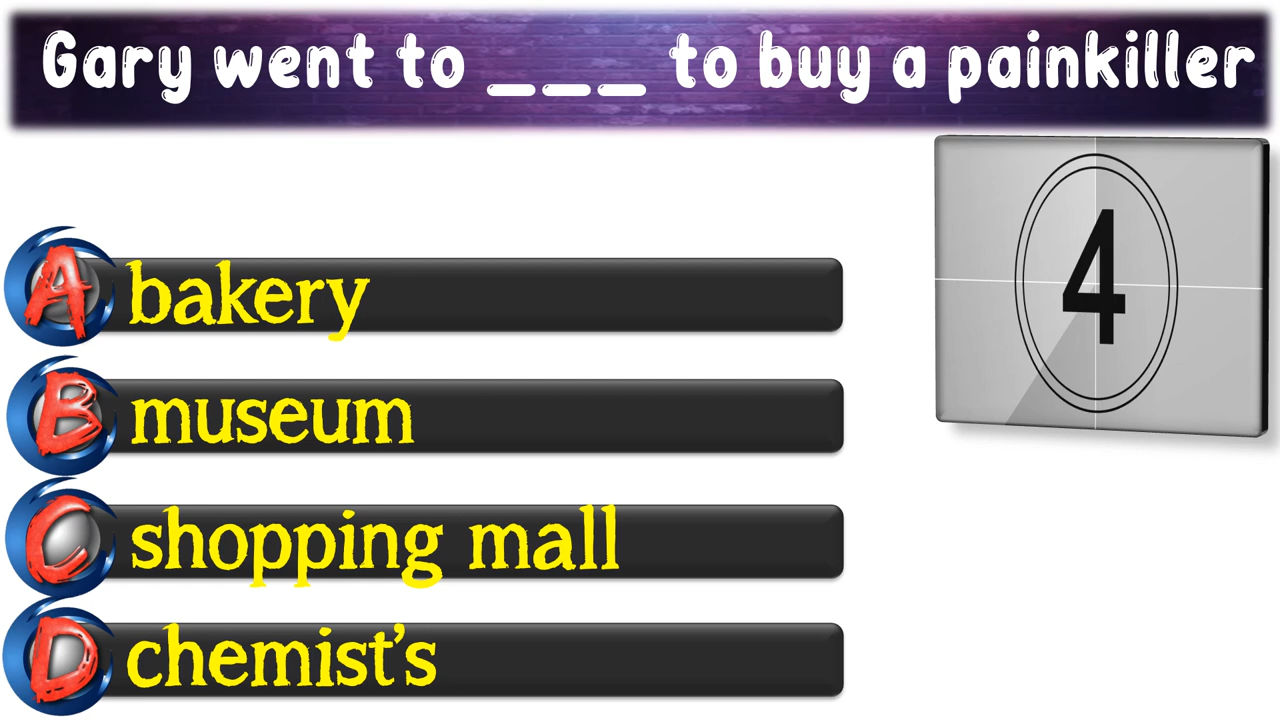 Gary went to ___ to buy a painkiller
4
A bakery
B museum
C shopping mall
D chemist's